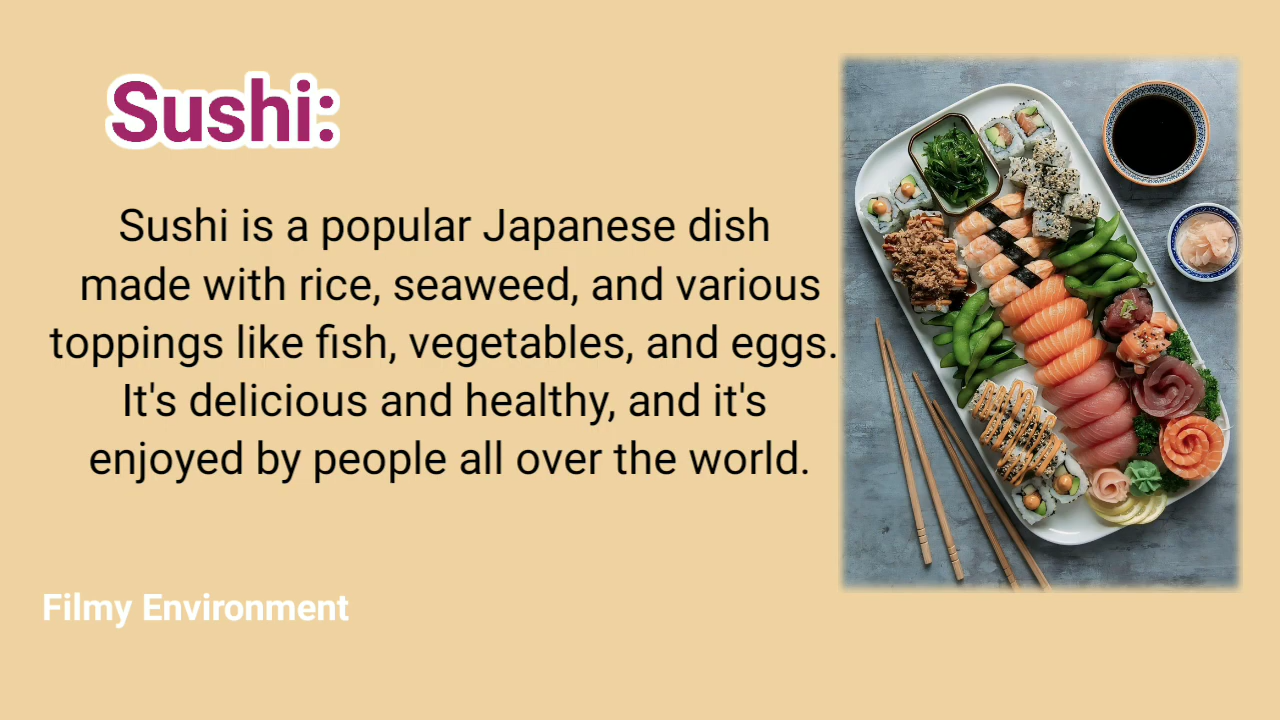 Sushi:
Sushi is a popular Japanese dish
made with rice, seaweed, and various
toppings like fish, vegetables, and eggs.
It's delicious and healthy, and it's
enjoyed by people all over the world.
Filmy Environment